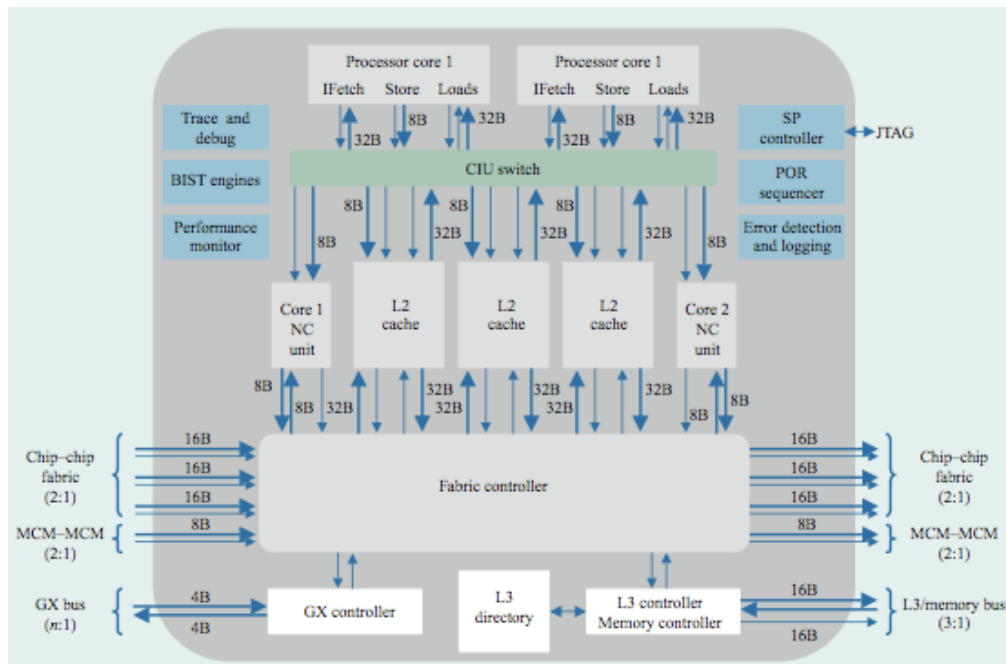 Processor core 1
Processor core 1
IFetch Store Loads
IFetch Store Loads
8B
32B
32B
8B
32B
32B
Trace and
debug
SP
controller
JTAG
CIU switch
BIST engines
POR
sequencer
8B
8B
8B
Performance
monitor
Error detection
and logging
8B
32B
32B
32B
8B
Core 1
NC
unit
L2
cache
L2
cache
L2
cache
Core 2
NC
unit
8B
8B
32B
32B
32B
32B
32B
32B
8B
8B
Chip–chip
fabric
(2:1)
16B
16B
16B
Fabric controller
16B
16B
16B
Chip–chip
fabric
(2:1)
MCM–MCM
(2:1)
8B
8B
MCM–MCM
(2:1)
GX bus
(n:1)
4B
4B
GX controller
L3
directory
L3 controller
Memory controller
16B
16B
L3/memory bus
(3:1)